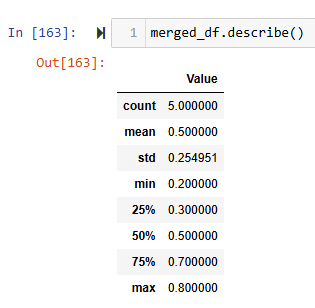 In [163]: 1 merged_df.describe()
Out[163]:
Value
count 5.000000
mean 0.500000
std 0.254951
min 0.200000
25% 0.300000
50% 0.500000
75% 0.700000
max 0.800000